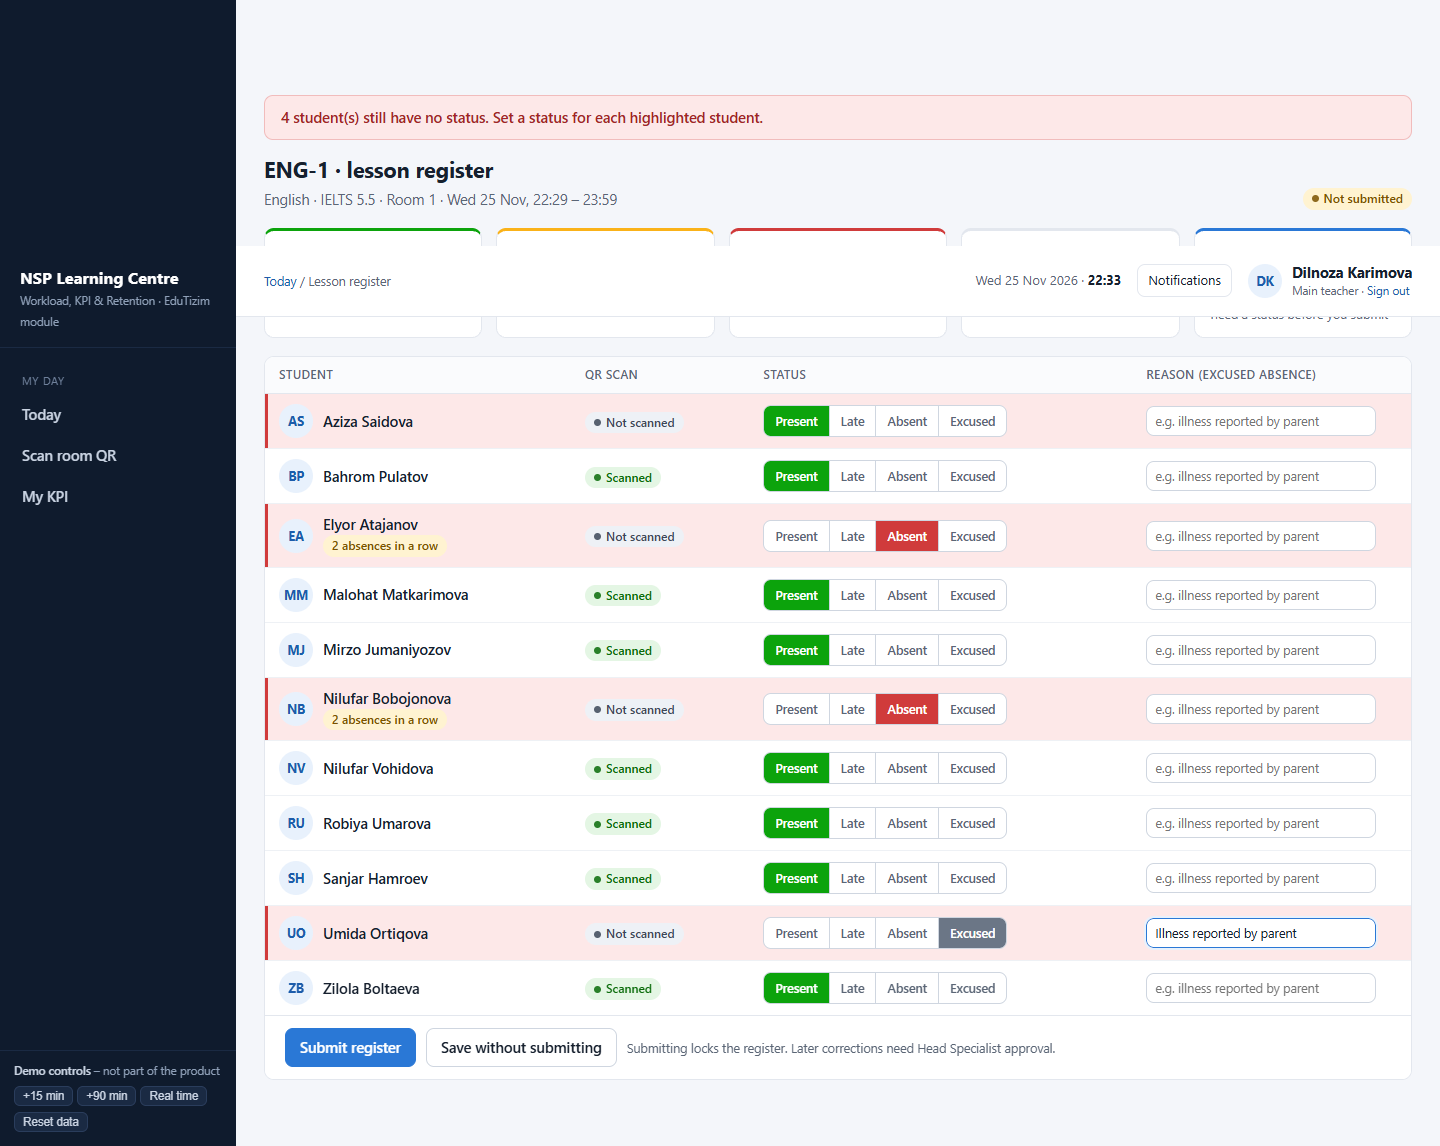 4 student(s) still have no status. Set a status for each highlighted student.
ENG-1 · lesson register
English · IELTS 5.5 · Room 1 · Wed 25 Nov, 22:29 – 23:59
Not submitted
NSP Learning Centre
Workload, KPI & Retention · EduTizim
module
Today / Lesson register
Wed 25 Nov 2026 · 22:33
Notifications
DK
Dilnoza Karimova
Main teacher · Sign out
need a status before you submit
MY DAY
Today
Scan room QR
My KPI
STUDENT QR SCAN STATUS REASON (EXCUSED ABSENCE)
AS Aziza Saidova Not scanned Present Late Absent Excused e.g. illness reported by parent
BP Bahrom Pulatov Scanned Present Late Absent Excused e.g. illness reported by parent
EA Elyor Atajanov Not scanned Present Late Absent Excused e.g. illness reported by parent
2 absences in a row
MM Malohat Matkarimova Scanned Present Late Absent Excused e.g. illness reported by parent
MJ Mirzo Jumaniyozov Scanned Present Late Absent Excused e.g. illness reported by parent
NB Nilufar Bobojonova Not scanned Present Late Absent Excused e.g. illness reported by parent
2 absences in a row
NV Nilufar Vohidova Scanned Present Late Absent Excused e.g. illness reported by parent
RU Robiya Umarova Scanned Present Late Absent Excused e.g. illness reported by parent
SH Sanjar Hamroev Scanned Present Late Absent Excused e.g. illness reported by parent
UO Umida Ortiqova Not scanned Present Late Absent Excused Illness reported by parent
ZB Zilola Boltaeva Scanned Present Late Absent Excused e.g. illness reported by parent
Submit register
Save without submitting
Submitting locks the register. Later corrections need Head Specialist approval.
Demo controls – not part of the product
+15 min
+90 min
Real time
Reset data